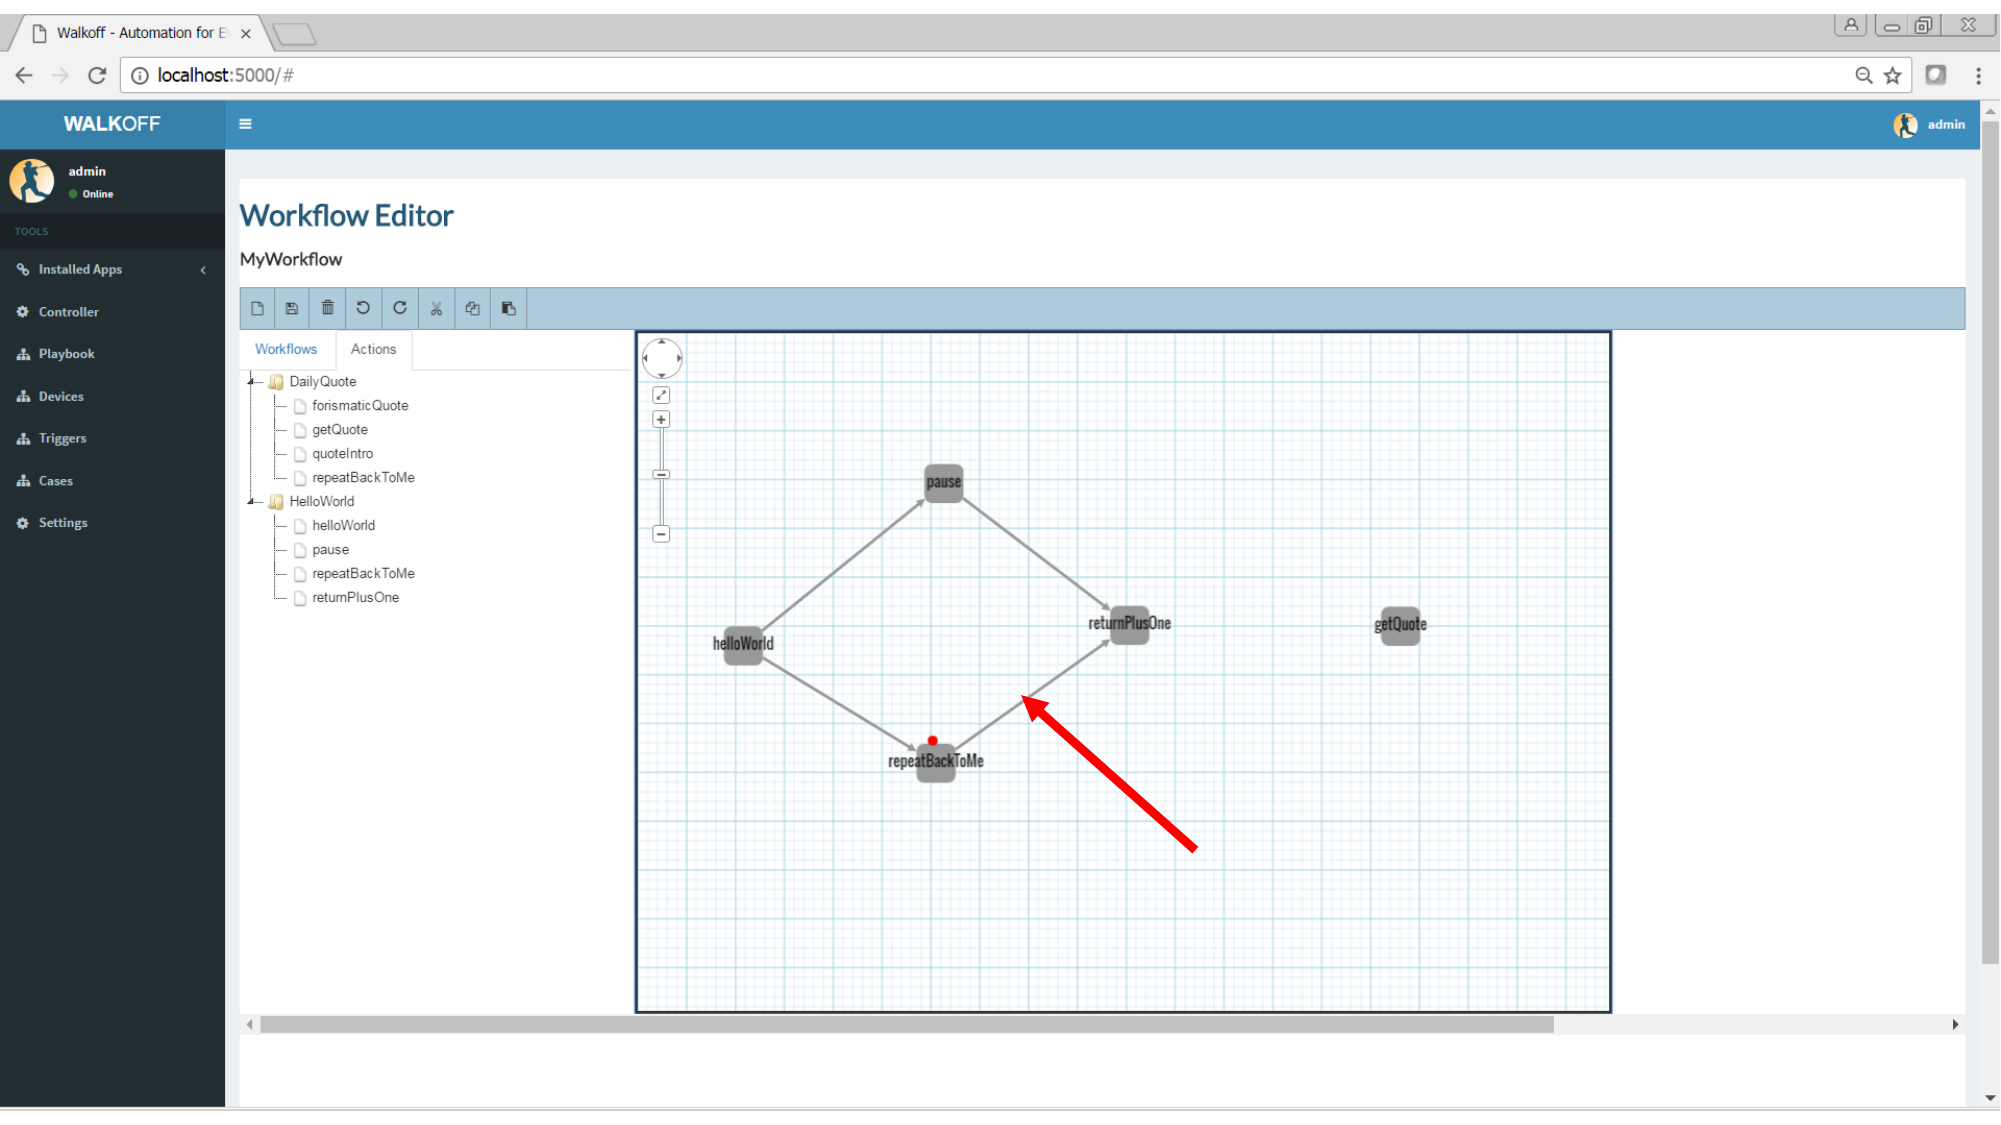 Walkoff - Automation for E
localhost:5000/#
WALKOFF
admin
admin
Online
TOOLS
Installed Apps
Controller
Playbook
Devices
Triggers
Cases
Settings
Workflow Editor
MyWorkflow
Workflows Actions
DailyQuote
forismaticQuote
getQuote
quoteIntro
repeatBackToMe
HelloWorld
helloWorld
pause
repeatBackToMe
returnPlusOne
pause
returnPlusOne
getQuote
helloWorld
repeatBackToMe